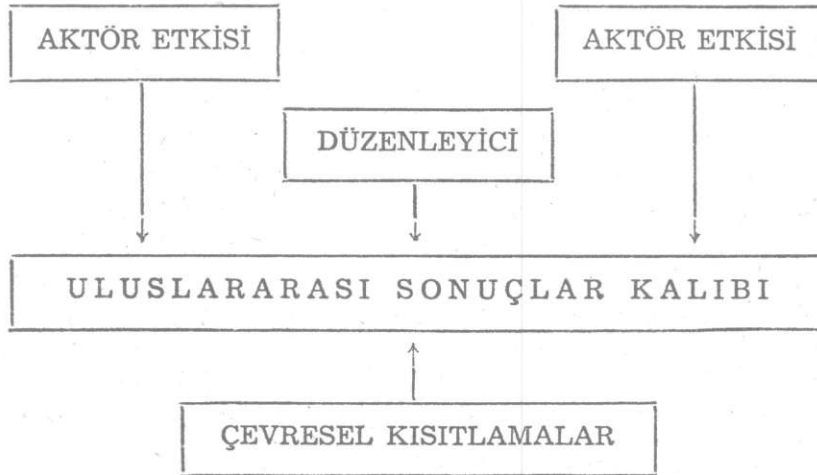 AKTÖR ETKİSİ
AKTÖR ETKİSİ
DÜZENLEYİCİ
ULUSLARARASI SONUÇLAR KALIBI
ÇEVRESEL KISITLAMALAR